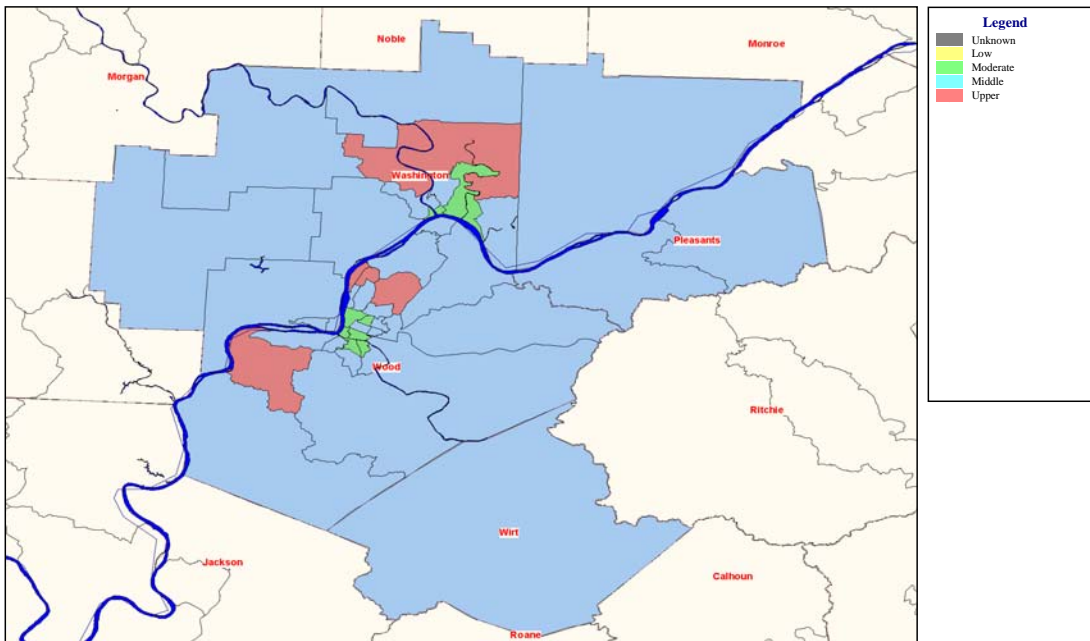 Noble
Monroe
Morgan
Washington
Pleasants
Wood
Ritchie
Wirt
Jackson
Calhoun
Roane
Legend
Unknown
Low
Moderate
Middle
Upper